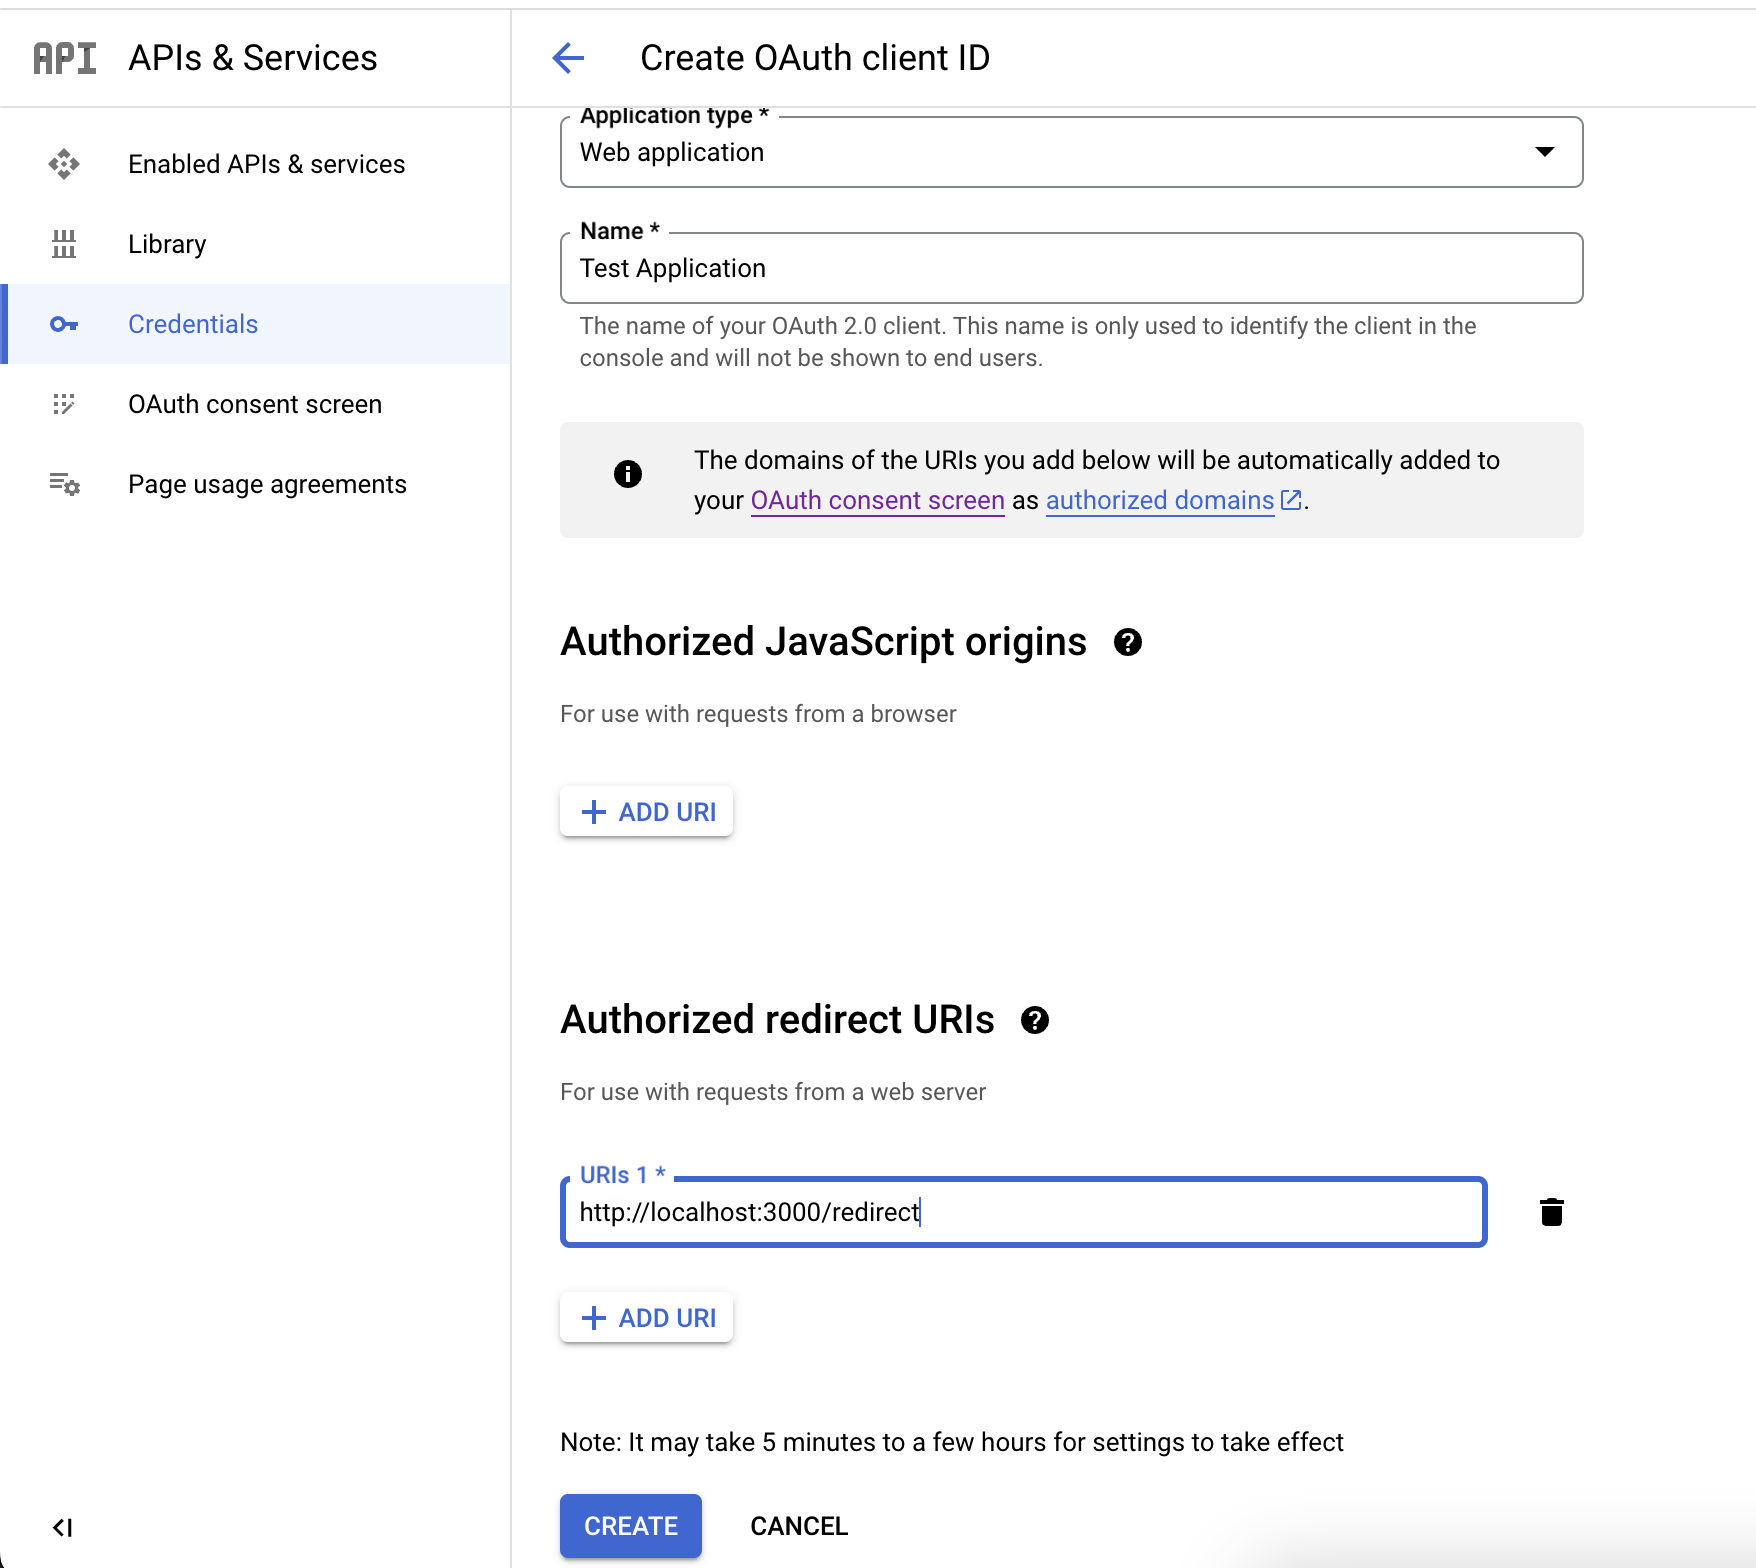 API APIs & Services
Create OAuth client ID
Enabled APIs & services
Library
Credentials
OAuth consent screen
Page usage agreements
Application type *
Web application
Name *
Test Application
The name of your OAuth 2.0 client. This name is only used to identify the client in the
console and will not be shown to end users.
The domains of the URIs you add below will be automatically added to
your OAuth consent screen as authorized domains.
Authorized JavaScript origins
For use with requests from a browser
ADD URI
Authorized redirect URIs
For use with requests from a web server
URIs 1 *
http://localhost:3000/redirect
ADD URI
Note: It may take 5 minutes to a few hours for settings to take effect
CREATE CANCEL